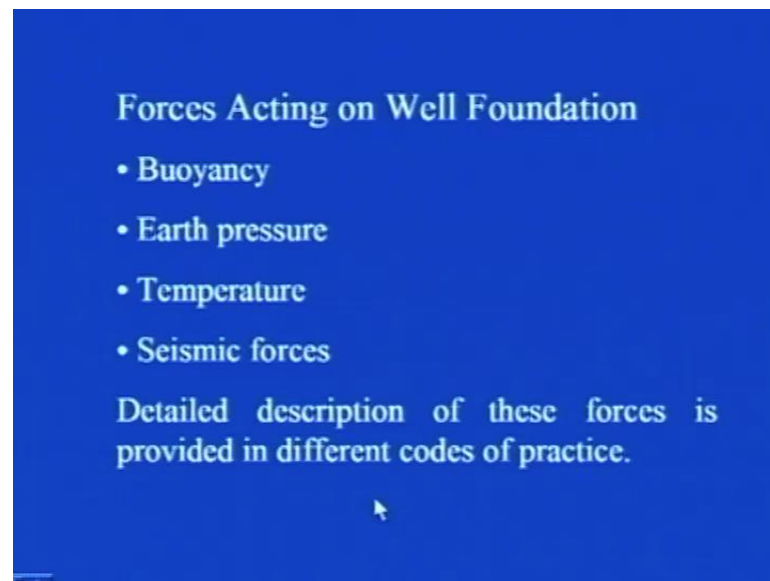 Forces Acting on Well Foundation
• Buoyancy
• Earth pressure
• Temperature
• Seismic forces
Detailed description of these forces is
provided in different codes of practice.